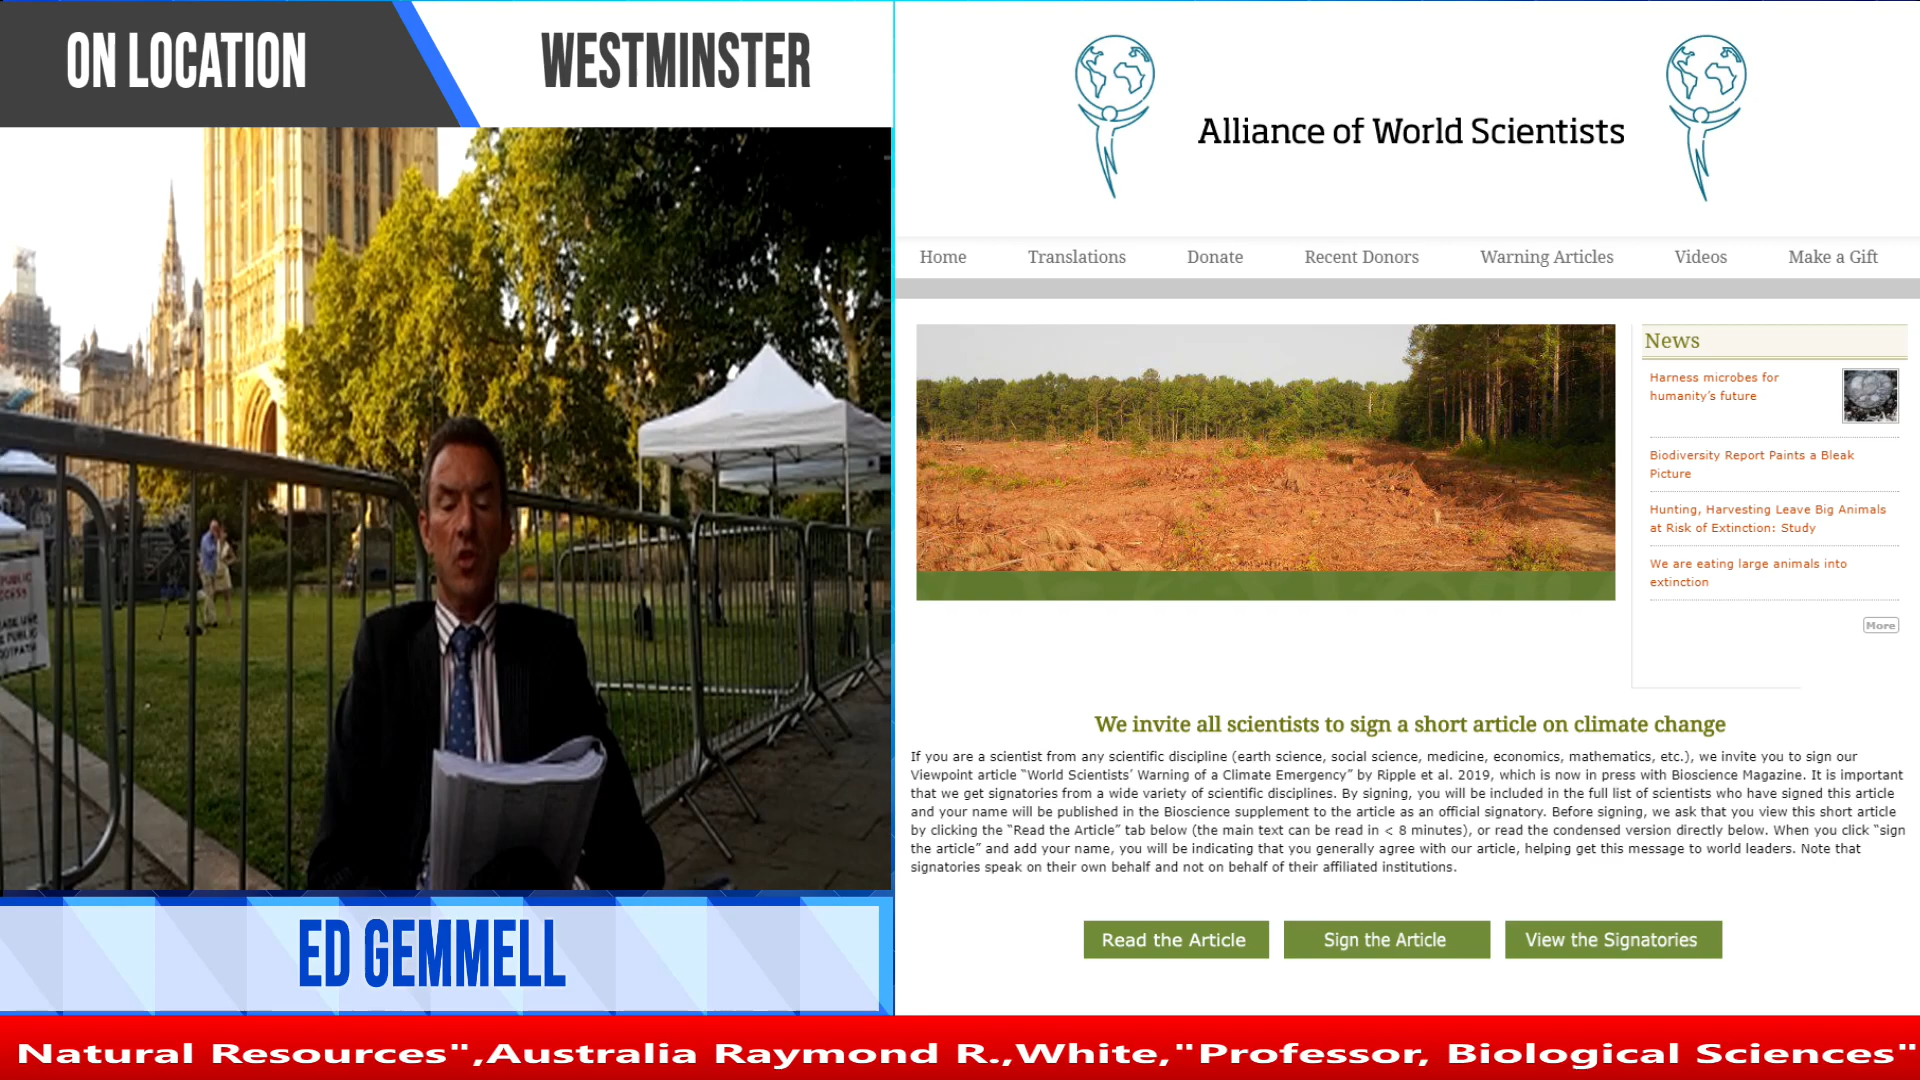 ON LOCATION
WESTMINSTER
PUBLIC
ACCESS
PUBLIC
FOOTPATH
ED GEMMELL
Alliance of World Scientists
Home
Translations
Donate
Recent Donors
Warning Articles
Videos
Make a Gift
News
Harness microbes for
humanity’s future
Biodiversity Report Paints a Bleak
Picture
Hunting, Harvesting Leave Big Animals
at Risk of Extinction: Study
We are eating large animals into
extinction
More
We invite all scientists to sign a short article on climate change
If you are a scientist from any scientific discipline (earth science, social science, medicine, economics, mathematics, etc.), we invite you to sign our
Viewpoint article “World Scientists’ Warning of a Climate Emergency” by Ripple et al. 2019, which is now in press with Bioscience Magazine. It is important
that we get signatories from a wide variety of scientific disciplines. By signing, you will be included in the full list of scientists who have signed this article
and your name will be published in the Bioscience supplement to the article as an official signatory. Before signing, we ask that you view this short article
by clicking the “Read the Article” tab below (the main text can be read in < 8 minutes), or read the condensed version directly below. When you click “sign
the article” and add your name, you will be indicating that you generally agree with our article, helping get this message to world leaders. Note that
signatories speak on their own behalf and not on behalf of their affiliated institutions.
Read the Article
Sign the Article
View the Signatories
Natural Resources",Australia Raymond R.,White,"Professor, Biological Sciences"